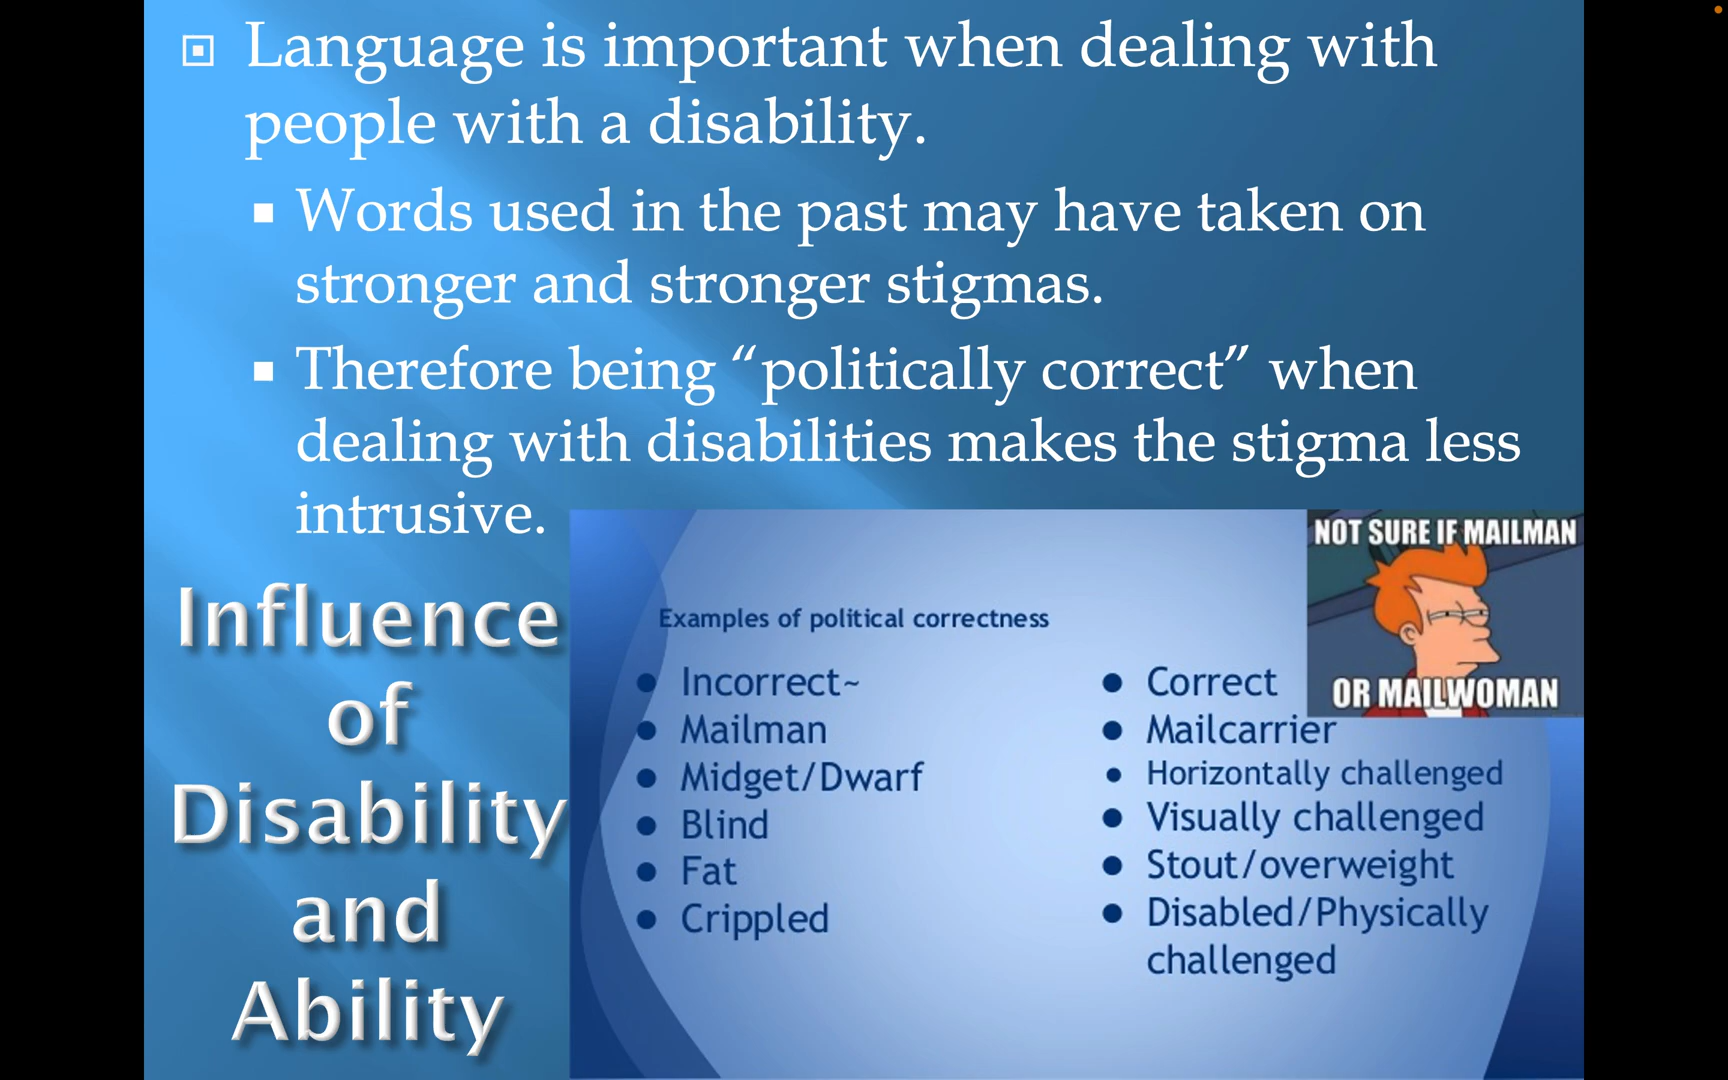 Language is important when dealing with
people with a disability.
Words used in the past may have taken on
stronger and stronger stigmas.
Therefore being “politically correct” when
dealing with disabilities makes the stigma less
intrusive.
Influence
of
Disability
and
Ability
Examples of political correctness
Incorrect~
Mailman
Midget/Dwarf
Blind
Fat
Crippled
Correct
Mailcarrier
Horizontally challenged
Visually challenged
Stout/overweight
Disabled/Physically
challenged
NOT SURE IF MAILMAN
OR MAILWOMAN